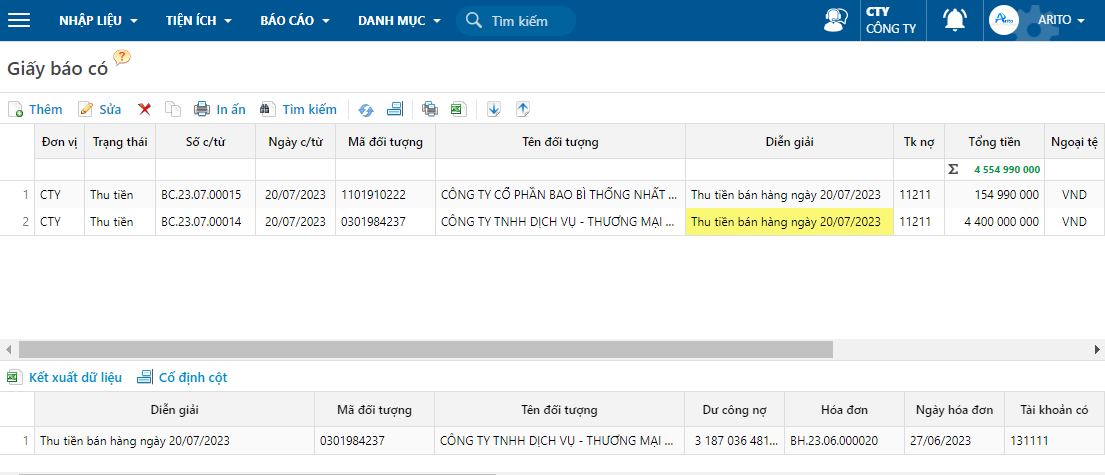 NHẬP LIỆU TIỆN ÍCH BÁO CÁO DANH MỤC Tìm kiếm CTY CÔNG TY Arito ARITO
Giấy báo có ?
Thêm Sửa In ấn Tìm kiếm
Đơn vị Trạng thái Số c/từ Ngày c/từ Mã đối tượng Tên đối tượng Diễn giải Tk nợ Tổng tiền Ngoại tệ
Σ 4 554 990 000
1 CTY Thu tiền BC.23.07.00015 20/07/2023 1101910222 CÔNG TY CỔ PHẦN BAO BÌ THỐNG NHẤT ... Thu tiền bán hàng ngày 20/07/2023 11211 154 990 000 VND
2 CTY Thu tiền BC.23.07.00014 20/07/2023 0301984237 CÔNG TY TNHH DỊCH VỤ - THƯƠNG MẠI ... Thu tiền bán hàng ngày 20/07/2023 11211 4 400 000 000 VND
Kết xuất dữ liệu Cố định cột
Diễn giải Mã đối tượng Tên đối tượng Dư công nợ Hóa đơn Ngày hóa đơn Tài khoản có
1 Thu tiền bán hàng ngày 20/07/2023 0301984237 CÔNG TY TNHH DỊCH VỤ - THƯƠNG MẠI ... 3 187 036 481... BH.23.06.000020 27/06/2023 131111